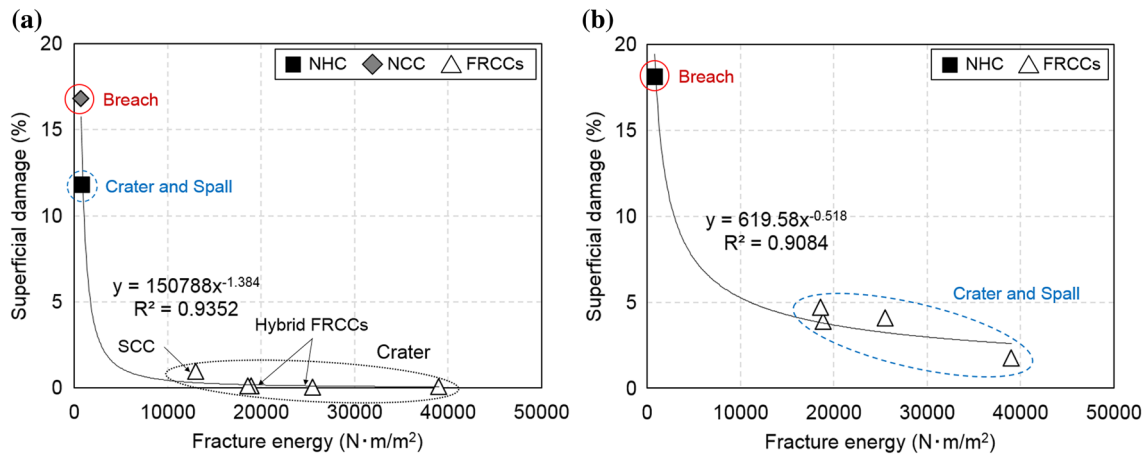 (a)
20
15
10
5
0
0
10000
20000
30000
40000
50000
Superficial damage (%)
Fracture energy (N·m/m²)
NHC
NCC
FRCCs
Breach
Crater and Spall
y = 150788x^-1.384
R² = 0.9352
SCC
Hybrid FRCCs
Crater
(b)
20
15
10
5
0
0
10000
20000
30000
40000
50000
Superficial damage (%)
Fracture energy (N·m/m²)
NHC
FRCCs
Breach
y = 619.58x^-0.518
R² = 0.9084
Crater and Spall